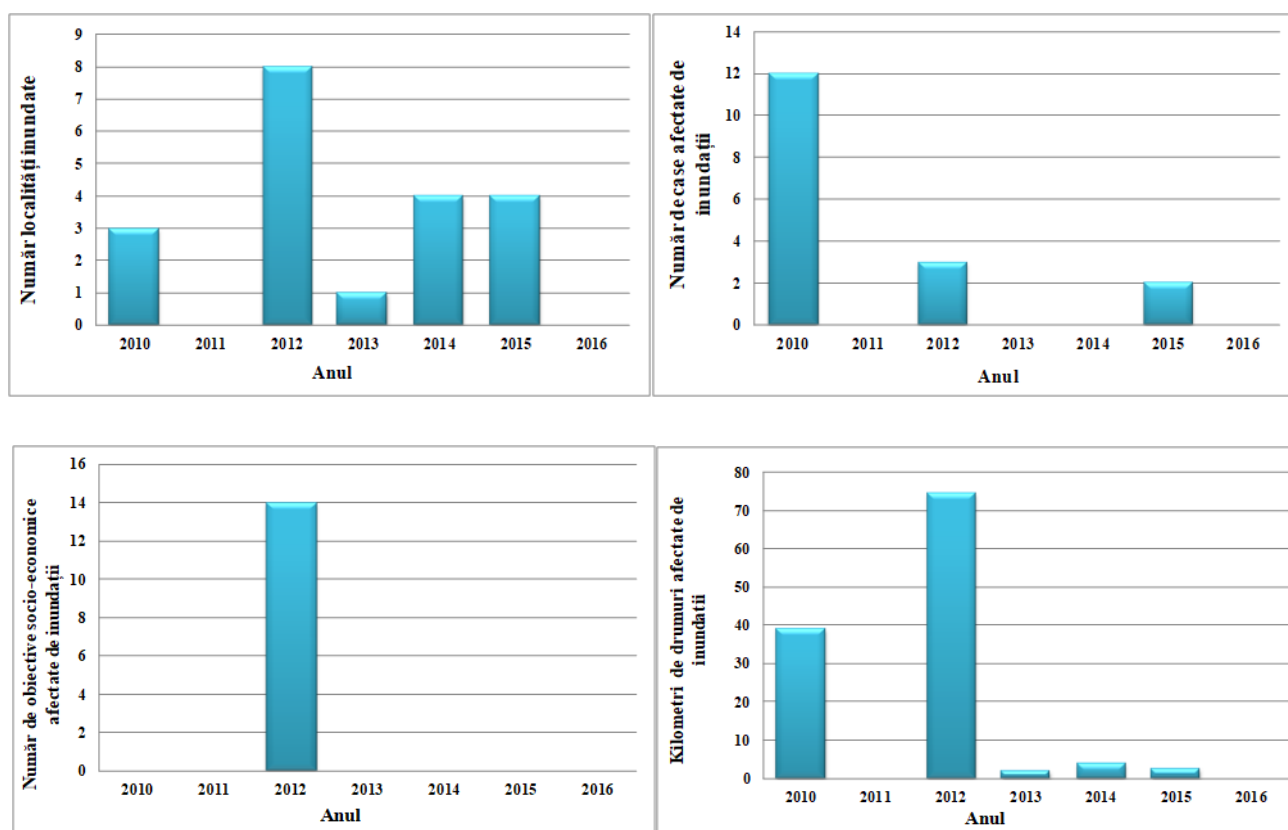 Număr localități inundate
9
8
7
6
5
4
3
2
1
0
2010 2011 2012 2013 2014 2015 2016
Anul
Număr de case afectate de
inundații
14
12
10
8
6
4
2
0
2010 2011 2012 2013 2014 2015 2016
Anul
Număr de obiective socio-economice
afectate de inundații
16
14
12
10
8
6
4
2
0
2010 2011 2012 2013 2014 2015 2016
Anul
Kilometri de drumuri afectate de
inundatii
80
70
60
50
40
30
20
10
0
2010 2011 2012 2013 2014 2015 2016
Anul